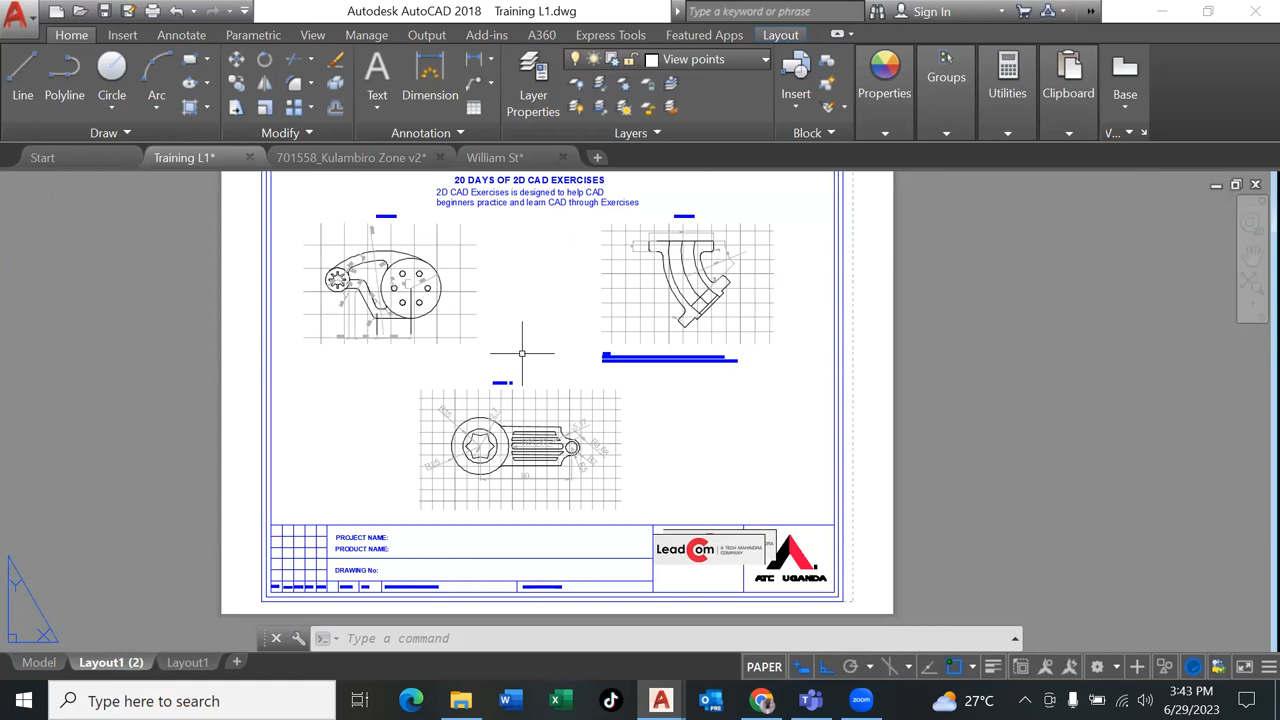 Autodesk AutoCAD 2018 Training L1.dwg
Type a keyword or phrase
Sign In
Home Insert Annotate Parametric View Manage Output Add-ins A360 Express Tools Featured Apps Layout
View points
Line Polyline Circle Arc
Text Dimension
Layer Properties
Insert
Properties
Groups
Utilities
Clipboard
Base
Draw Modify Annotation Layers Block V...
Start Training L1* 701558_Kulambiro Zone v2* William St*
20 DAYS OF 2D CAD EXERCISES
2D CAD Exercises is designed to help CAD
beginners practice and learn CAD through Exercises
80
PROJECT NAME:
PRODUCT NAME:
DRAWING No:
LeadCom A TECH MAHINDRA COMPANY
ATC UGANDA
Y
X
Type a command
Model Layout1 (2) Layout1
PAPER
Type here to search
27°C
3:43 PM
6/29/2023